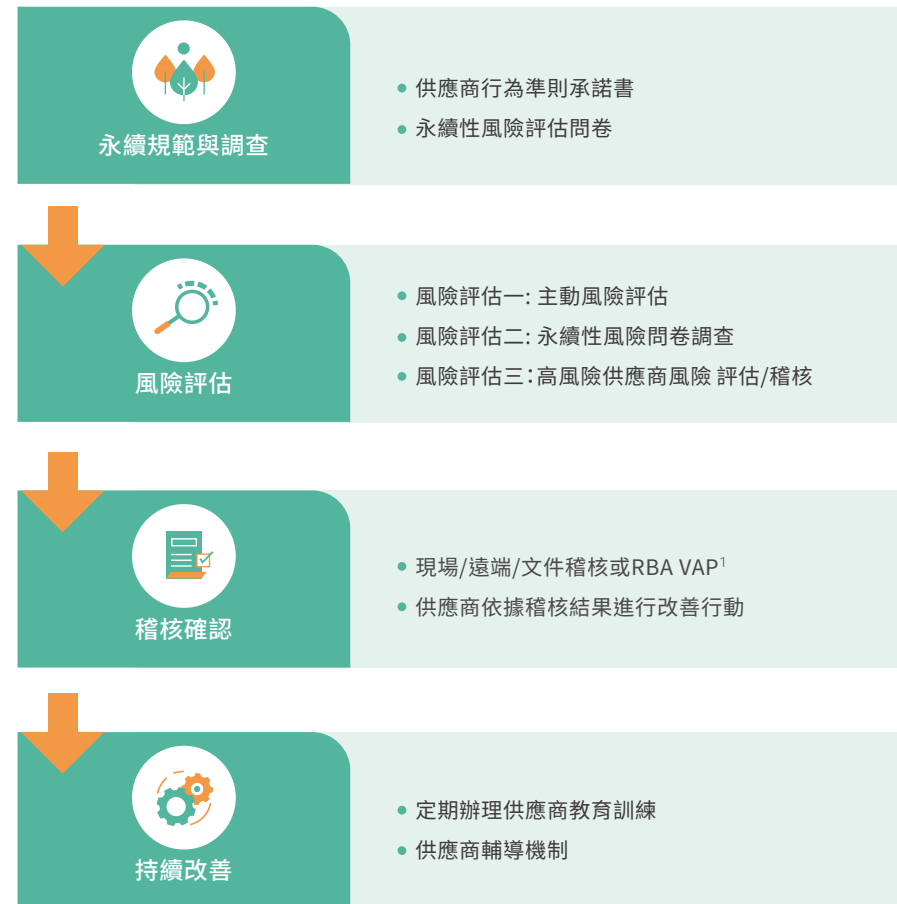 永續規範與調查
供應商行為準則承諾書
永續性風險評估問卷
風險評估
風險評估一: 主動風險評估
風險評估二: 永續性風險問卷調查
風險評估三：高風險供應商風險 評估/稽核
稽核確認
現場/遠端/文件稽核或RBA VAP¹
供應商依據稽核結果進行改善行動
持續改善
定期辦理供應商教育訓練
供應商輔導機制